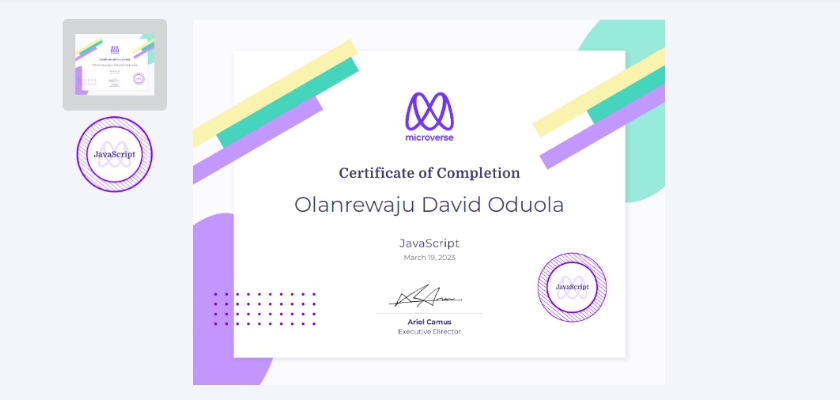 JavaScript
microverse
Certificate of Completion
Olanrewaju David Oduola
JavaScript
March 19, 2023
JavaScript
Ariel Camus
Executive Director